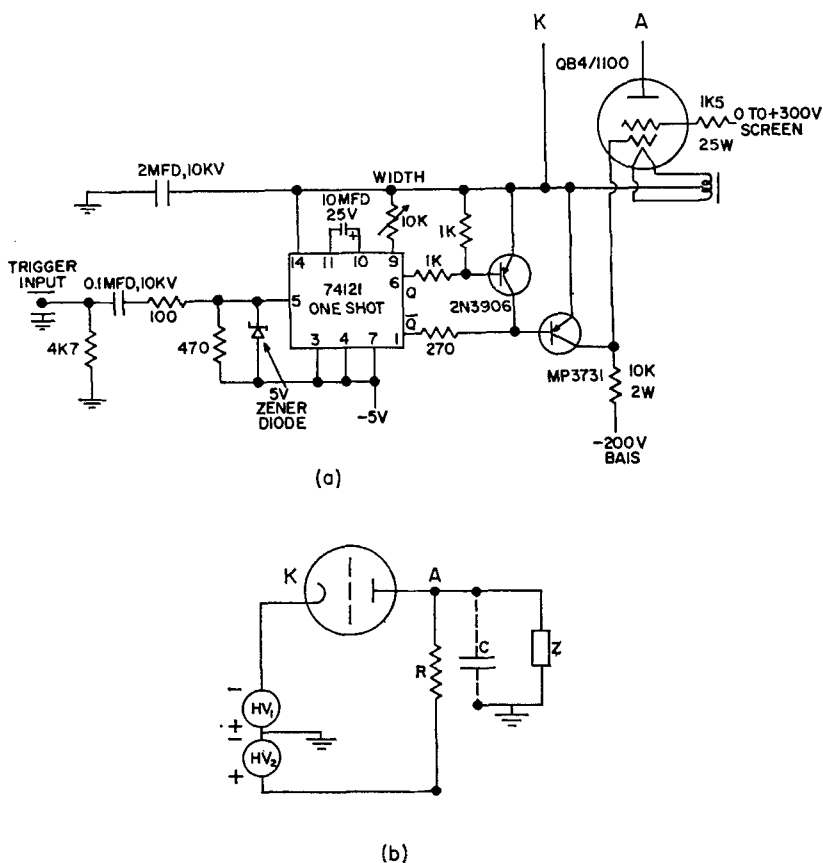 K
A
QB4/1100
1K5
0 TO+300V
SCREEN
25W
2MFD,10KV
WIDTH
10MFD
25V
+
10K
1K
14
11
10
9
6
Q
1K
2N3906
TRIGGER
INPUT
0.1MFD,10KV
100
5
74121
ONE SHOT
Q
1
270
4K7
470
3
4
7
MP3731
10K
2W
5V
ZENER
DIODE
-5V
-200V
BAIS
(a)
K
A
R
C
Z
-
HV1
+
-
HV2
+
(b)